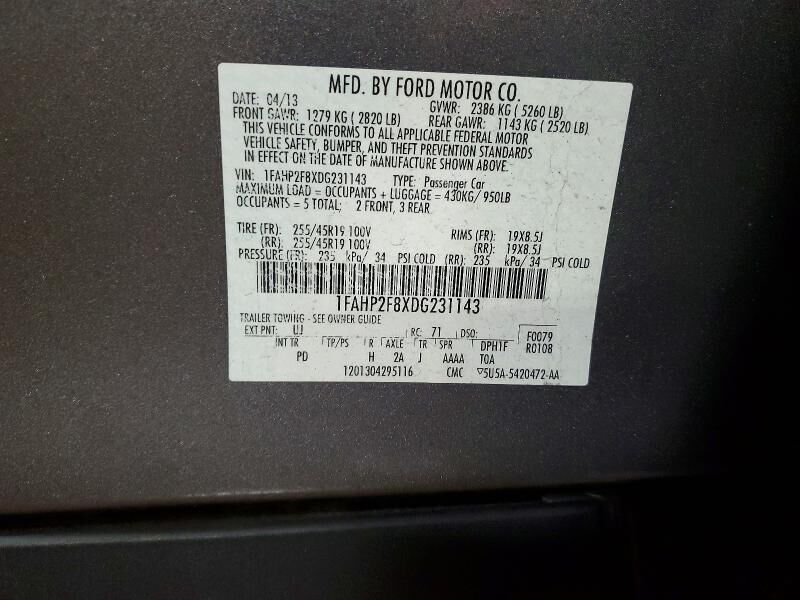 MFD. BY FORD MOTOR CO.
DATE: 04/13 GVWR: 2386 KG ( 5260 LB)
FRONT GAWR: 1279 KG ( 2820 LB) REAR GAWR: 1143 KG ( 2520 LB)
THIS VEHICLE CONFORMS TO ALL APPLICABLE FEDERAL MOTOR
VEHICLE SAFETY, BUMPER, AND THEFT PREVENTION STANDARDS
IN EFFECT ON THE DATE OF MANUFACTURE SHOWN ABOVE.
VIN: 1FAHP2F8XDG231143 TYPE: Passenger Car
MAXIMUM LOAD = OCCUPANTS + LUGGAGE = 430KG/ 950LB
OCCUPANTS = 5 TOTAL; 2 FRONT, 3 REAR
TIRE (FR): 255/45R19 100V RIMS (FR): 19X8.5J
(RR): 255/45R19 100V (RR): 19X8.5J
PRESSURE (FR): 235 kPa/ 34 PSI COLD (RR): 235 kPa/ 34 PSI COLD
1FAHP2F8XDG231143
TRAILER TOWING - SEE OWNER GUIDE
EXT PNT: UJ RC: 71 DSO: F0079
INT TR TP/PS R AXLE TR SPR DPH1F R0108
PD H 2A J AAAA TOA
1201304295116 CMC ▽5U5A-5420472-AA